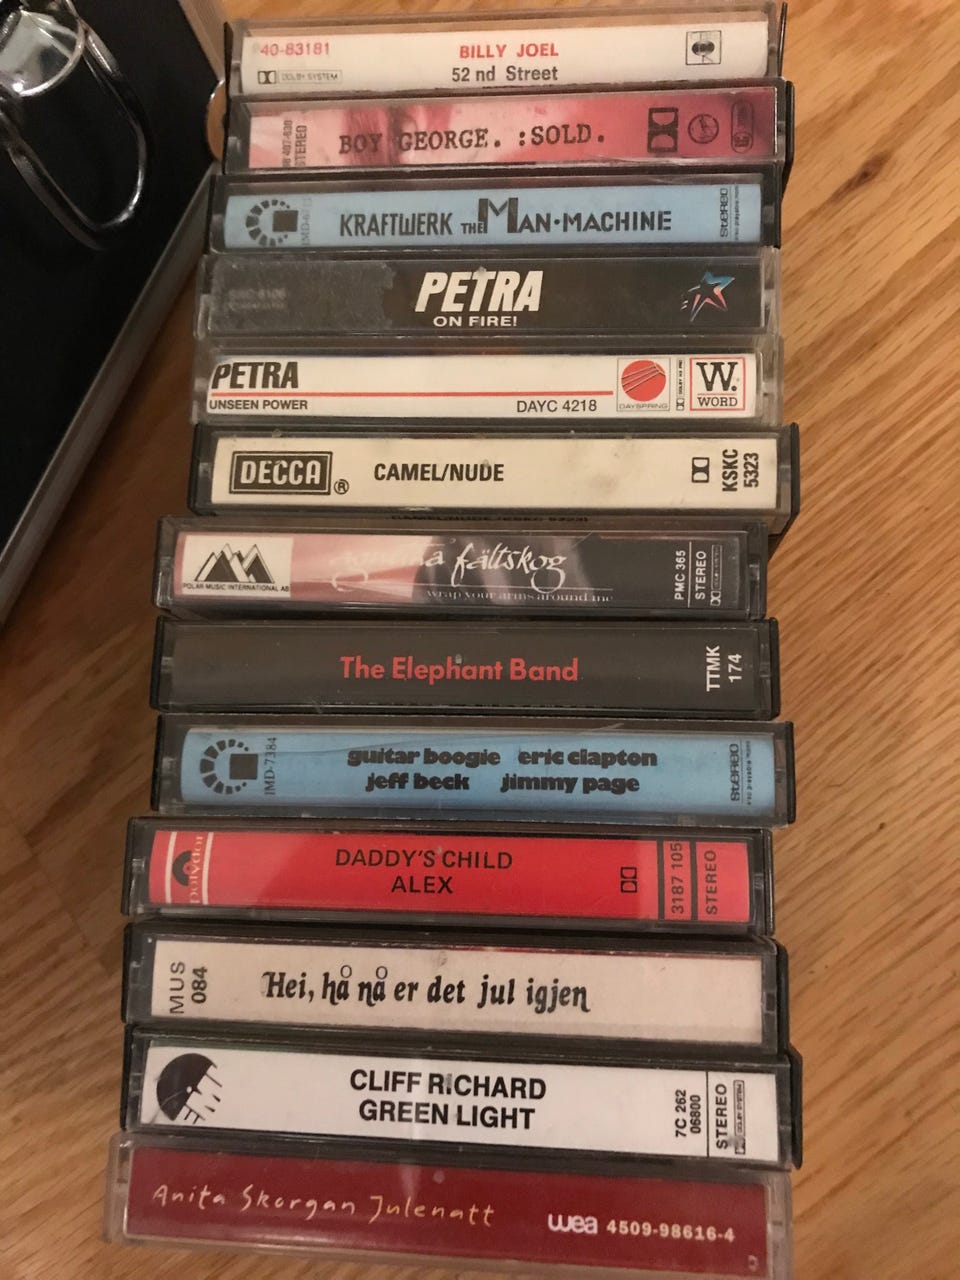 40-83181
BILLY JOEL
DOLBY SYSTEM
52 nd Street
STEREO
BOY GEORGE. :SOLD.
KRAFTWERK THE MAN·MACHINE
Stereo
PETRA
ON FIRE!
PETRA
UNSEEN POWER
DAYC 4218
DAYSPRING
W.
WORD
DECCA ®
CAMEL/NUDE
KSKC
5323
POLAR MUSIC INTERNATIONAL AB
agnetha fältskog
wrap your arms around me
PMC 365
STEREO
The Elephant Band
TTMK
174
IMD-7384
guitar boogie eric clapton
jeff beck jimmy page
Stereo
polydor
DADDY'S CHILD
ALEX
3187 105
STEREO
MUS
084
Hei, hå nå er det jul igjen
CLIFF RICHARD
GREEN LIGHT
7C 262
06800
STEREO
DOLBY SYSTEM
Anita Skorgan Julenatt
wea 4509-98616-4